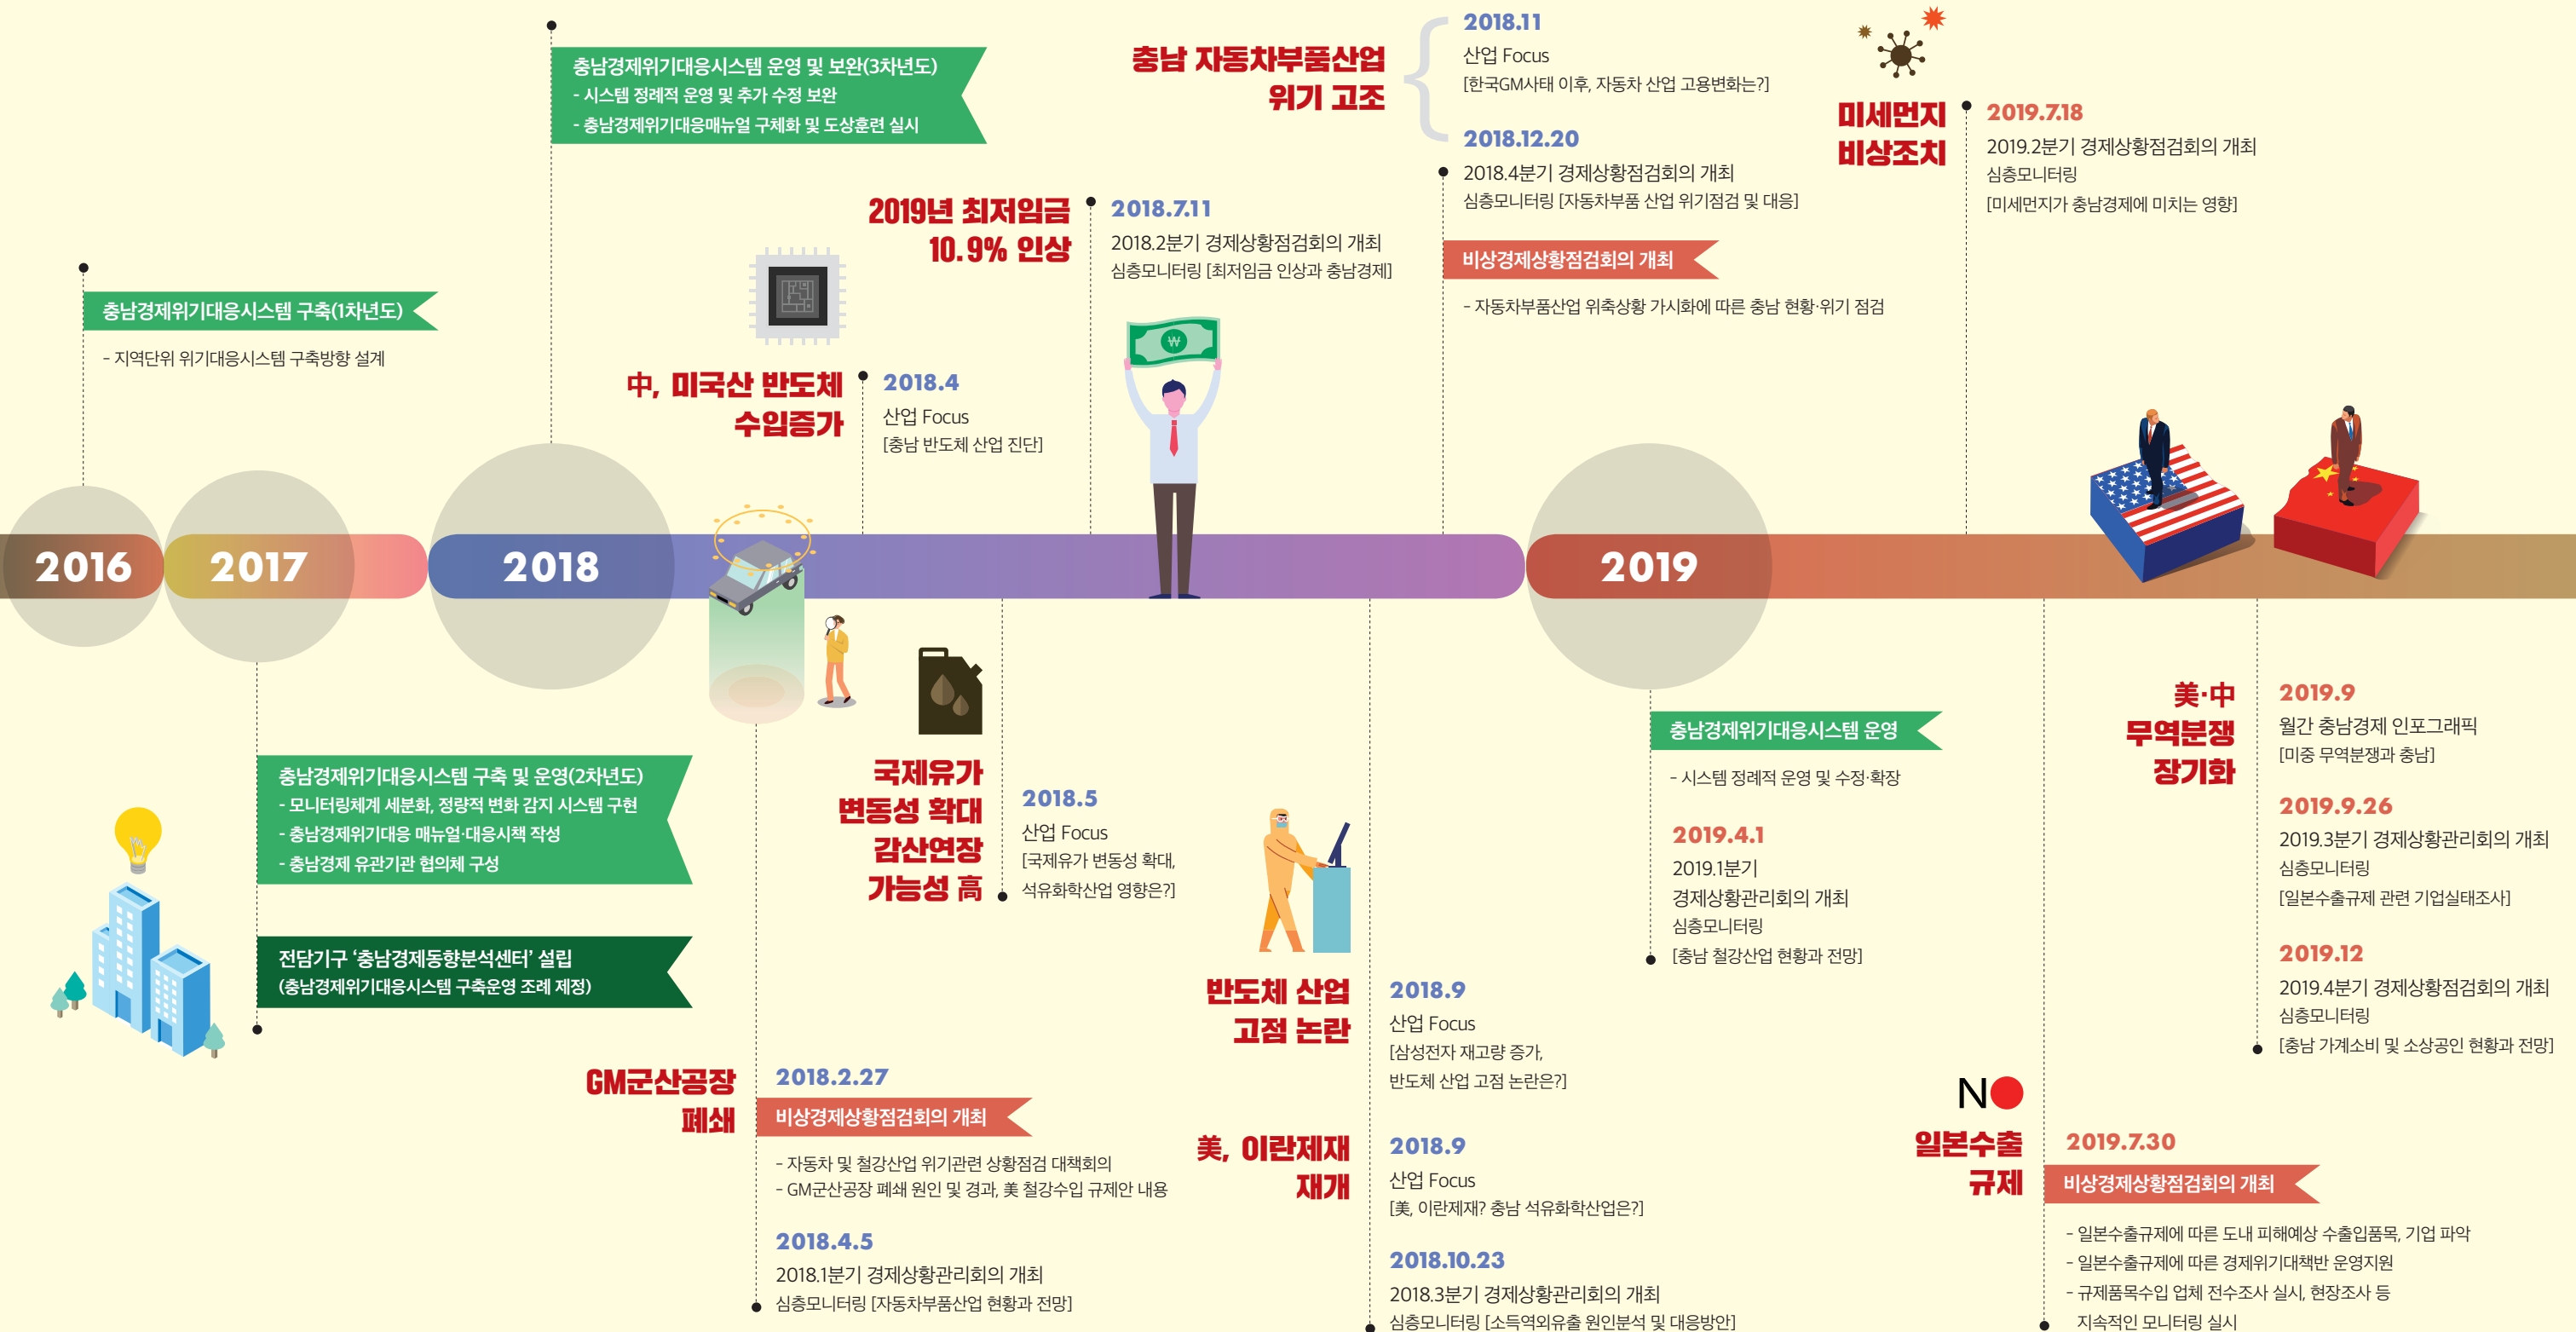 충남경제위기대응시스템 구축(1차년도)
- 지역단위 위기대응시스템 구축방향 설계
2016
2017
충남경제위기대응시스템 구축 및 운영(2차년도)
- 모니터링체계 세분화, 정량적 변화 감지 시스템 구현
- 충남경제위기대응 매뉴얼·대응시책 작성
- 충남경제 유관기관 협의체 구성
전담기구 ‘충남경제동향분석센터’ 설립
(충남경제위기대응시스템 구축운영 조례 제정)
충남경제위기대응시스템 운영 및 보완(3차년도)
- 시스템 정례적 운영 및 추가 수정 보완
- 충남경제위기대응매뉴얼 구체화 및 도상훈련 실시
2018
GM군산공장
폐쇄
2018.2.27
비상경제상황점검회의 개최
- 자동차 및 철강산업 위기관련 상황점검 대책회의
- GM군산공장 폐쇄 원인 및 경과, 美 철강수입 규제안 내용
2018.4.5
2018.1분기 경제상황관리회의 개최
심층모니터링 [자동차부품산업 현황과 전망]
中, 미국산 반도체
수입증가
2018.4
산업 Focus
[충남 반도체 산업 진단]
국제유가
변동성 확대
감산연장
가능성 高
2018.5
산업 Focus
[국제유가 변동성 확대,
석유화학산업 영향은?]
2019년 최저임금
10.9% 인상
2018.7.11
2018.2분기 경제상황점검회의 개최
심층모니터링 [최저임금 인상과 충남경제]
₩
반도체 산업
고점 논란
2018.9
산업 Focus
[삼성전자 재고량 증가,
반도체 산업 고점 논란은?]
美, 이란제재
재개
2018.9
산업 Focus
[美, 이란제재? 충남 석유화학산업은?]
2018.10.23
2018.3분기 경제상황관리회의 개최
심층모니터링 [소득역외유출 원인분석 및 대응방안]
충남 자동차부품산업
위기 고조
2018.11
산업 Focus
[한국GM사태 이후, 자동차 산업 고용변화는?]
2018.12.20
2018.4분기 경제상황점검회의 개최
심층모니터링 [자동차부품 산업 위기점검 및 대응]
비상경제상황점검회의 개최
- 자동차부품산업 위축상황 가시화에 따른 충남 현황·위기 점검
2019
충남경제위기대응시스템 운영
- 시스템 정례적 운영 및 수정·확장
2019.4.1
2019.1분기
경제상황관리회의 개최
심층모니터링
[충남 철강산업 현황과 전망]
미세먼지
비상조치
2019.7.18
2019.2분기 경제상황점검회의 개최
심층모니터링
[미세먼지가 충남경제에 미치는 영향]
NO
일본수출
규제
2019.7.30
비상경제상황점검회의 개최
- 일본수출규제에 따른 도내 피해예상 수출입품목, 기업 파악
- 일본수출규제에 따른 경제위기대책반 운영지원
- 규제품목수입 업체 전수조사 실시, 현장조사 등
지속적인 모니터링 실시
美·中
무역분쟁
장기화
2019.9
월간 충남경제 인포그래픽
[미중 무역분쟁과 충남]
2019.9.26
2019.3분기 경제상황관리회의 개최
심층모니터링
[일본수출규제 관련 기업실태조사]
2019.12
2019.4분기 경제상황점검회의 개최
심층모니터링
[충남 가계소비 및 소상공인 현황과 전망]